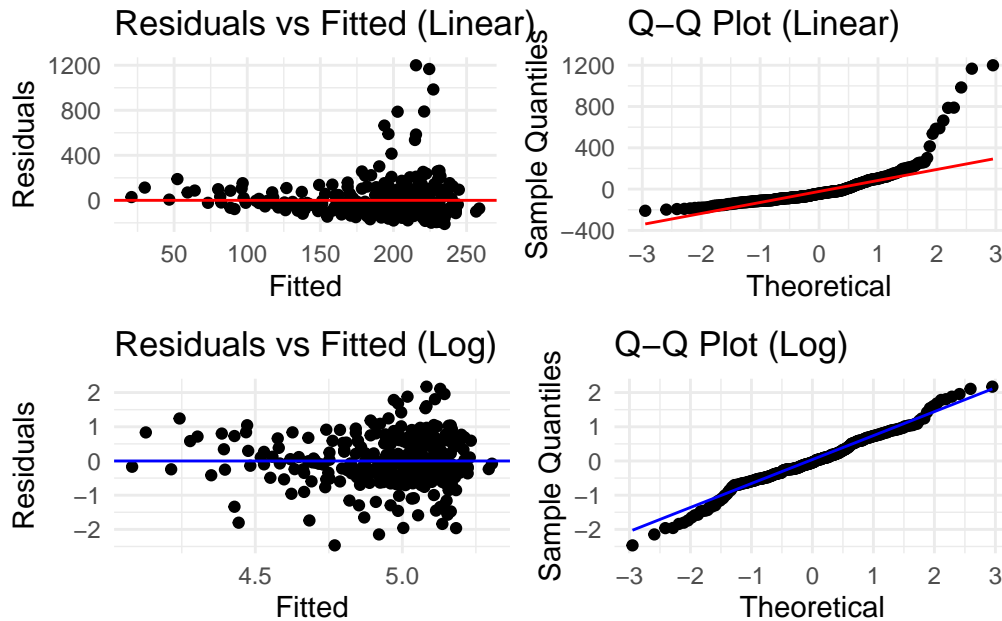 Residuals vs Fitted (Linear)
1200
800
400
0
Residuals
50 100 150 200 250
Fitted
Q−Q Plot (Linear)
1200
800
400
0
−400
Sample Quantiles
−3 −2 −1 0 1 2 3
Theoretical
Residuals vs Fitted (Log)
2
1
0
−1
−2
Residuals
4.5 5.0
Fitted
Q−Q Plot (Log)
2
1
0
−1
−2
Sample Quantiles
−3 −2 −1 0 1 2 3
Theoretical